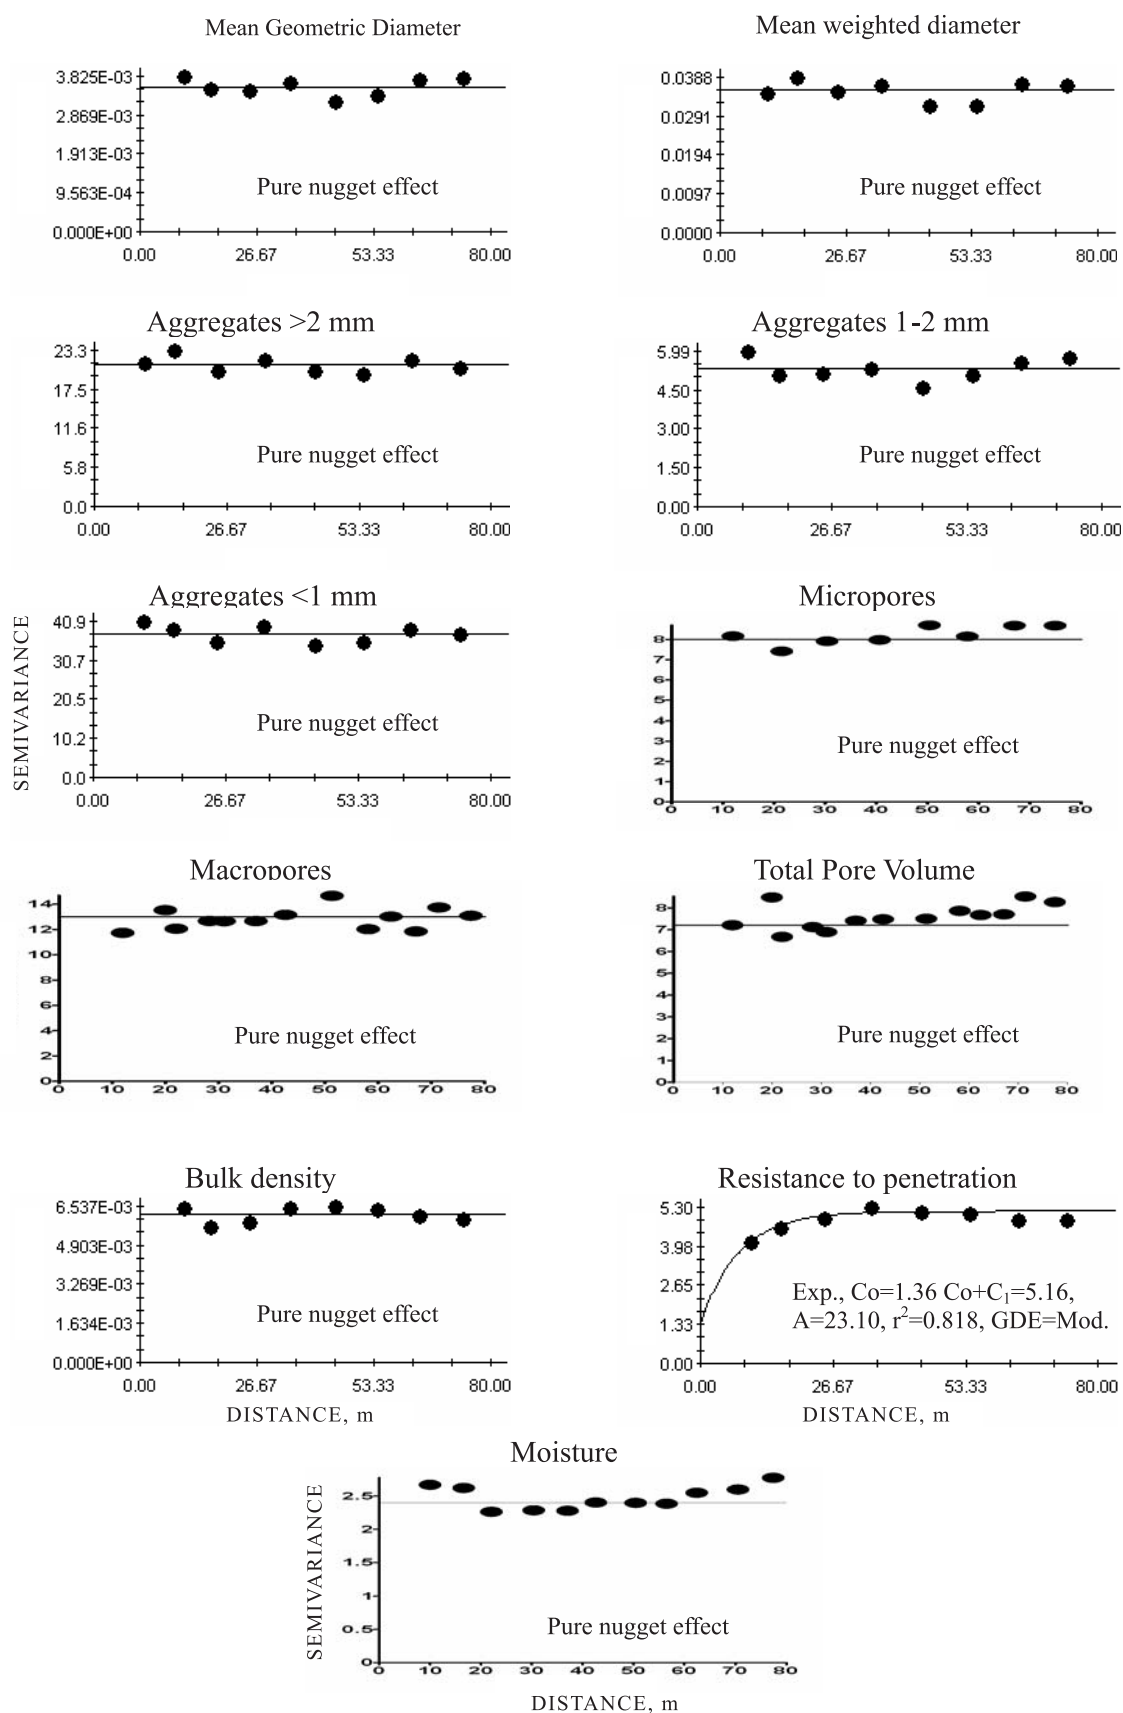 Mean Geometric Diameter
3.825E-03
2.869E-03
1.913E-03
9.563E-04
0.000E+00
Pure nugget effect
0.00 26.67 53.33 80.00
Mean weighted diameter
0.0388
0.0291
0.0194
0.0097
0.0000
Pure nugget effect
0.00 26.67 53.33 80.00
Aggregates >2 mm
23.3
17.5
11.6
5.8
0.0
Pure nugget effect
0.00 26.67 53.33 80.00
Aggregates 1-2 mm
5.99
4.50
3.00
1.50
0.00
Pure nugget effect
0.00 26.67 53.33 80.00
SEMIVARIANCE
Aggregates <1 mm
40.9
30.7
20.5
10.2
0.0
Pure nugget effect
0.00 26.67 53.33 80.00
Micropores
8
7
6
5
4
3
2
1
0
Pure nugget effect
0 10 20 30 40 50 60 70 80
Macropores
14
12
10
8
6
4
2
0
Pure nugget effect
0 10 20 30 40 50 60 70 80
Total Pore Volume
8
7
6
5
4
3
2
1
0
Pure nugget effect
0 10 20 30 40 50 60 70 80
Bulk density
6.537E-03
4.903E-03
3.269E-03
1.634E-03
0.000E+00
Pure nugget effect
0.00 26.67 53.33 80.00
DISTANCE, m
Resistance to penetration
5.30
3.98
2.65
1.33
0.00
Exp., Co=1.36 Co+C₁=5.16,
A=23.10, r²=0.818, GDE=Mod.
0.00 26.67 53.33 80.00
DISTANCE, m
Moisture
SEMIVARIANCE
2.5
2
1.5
1
0.5
0
Pure nugget effect
0 10 20 30 40 50 60 70 80
DISTANCE, m